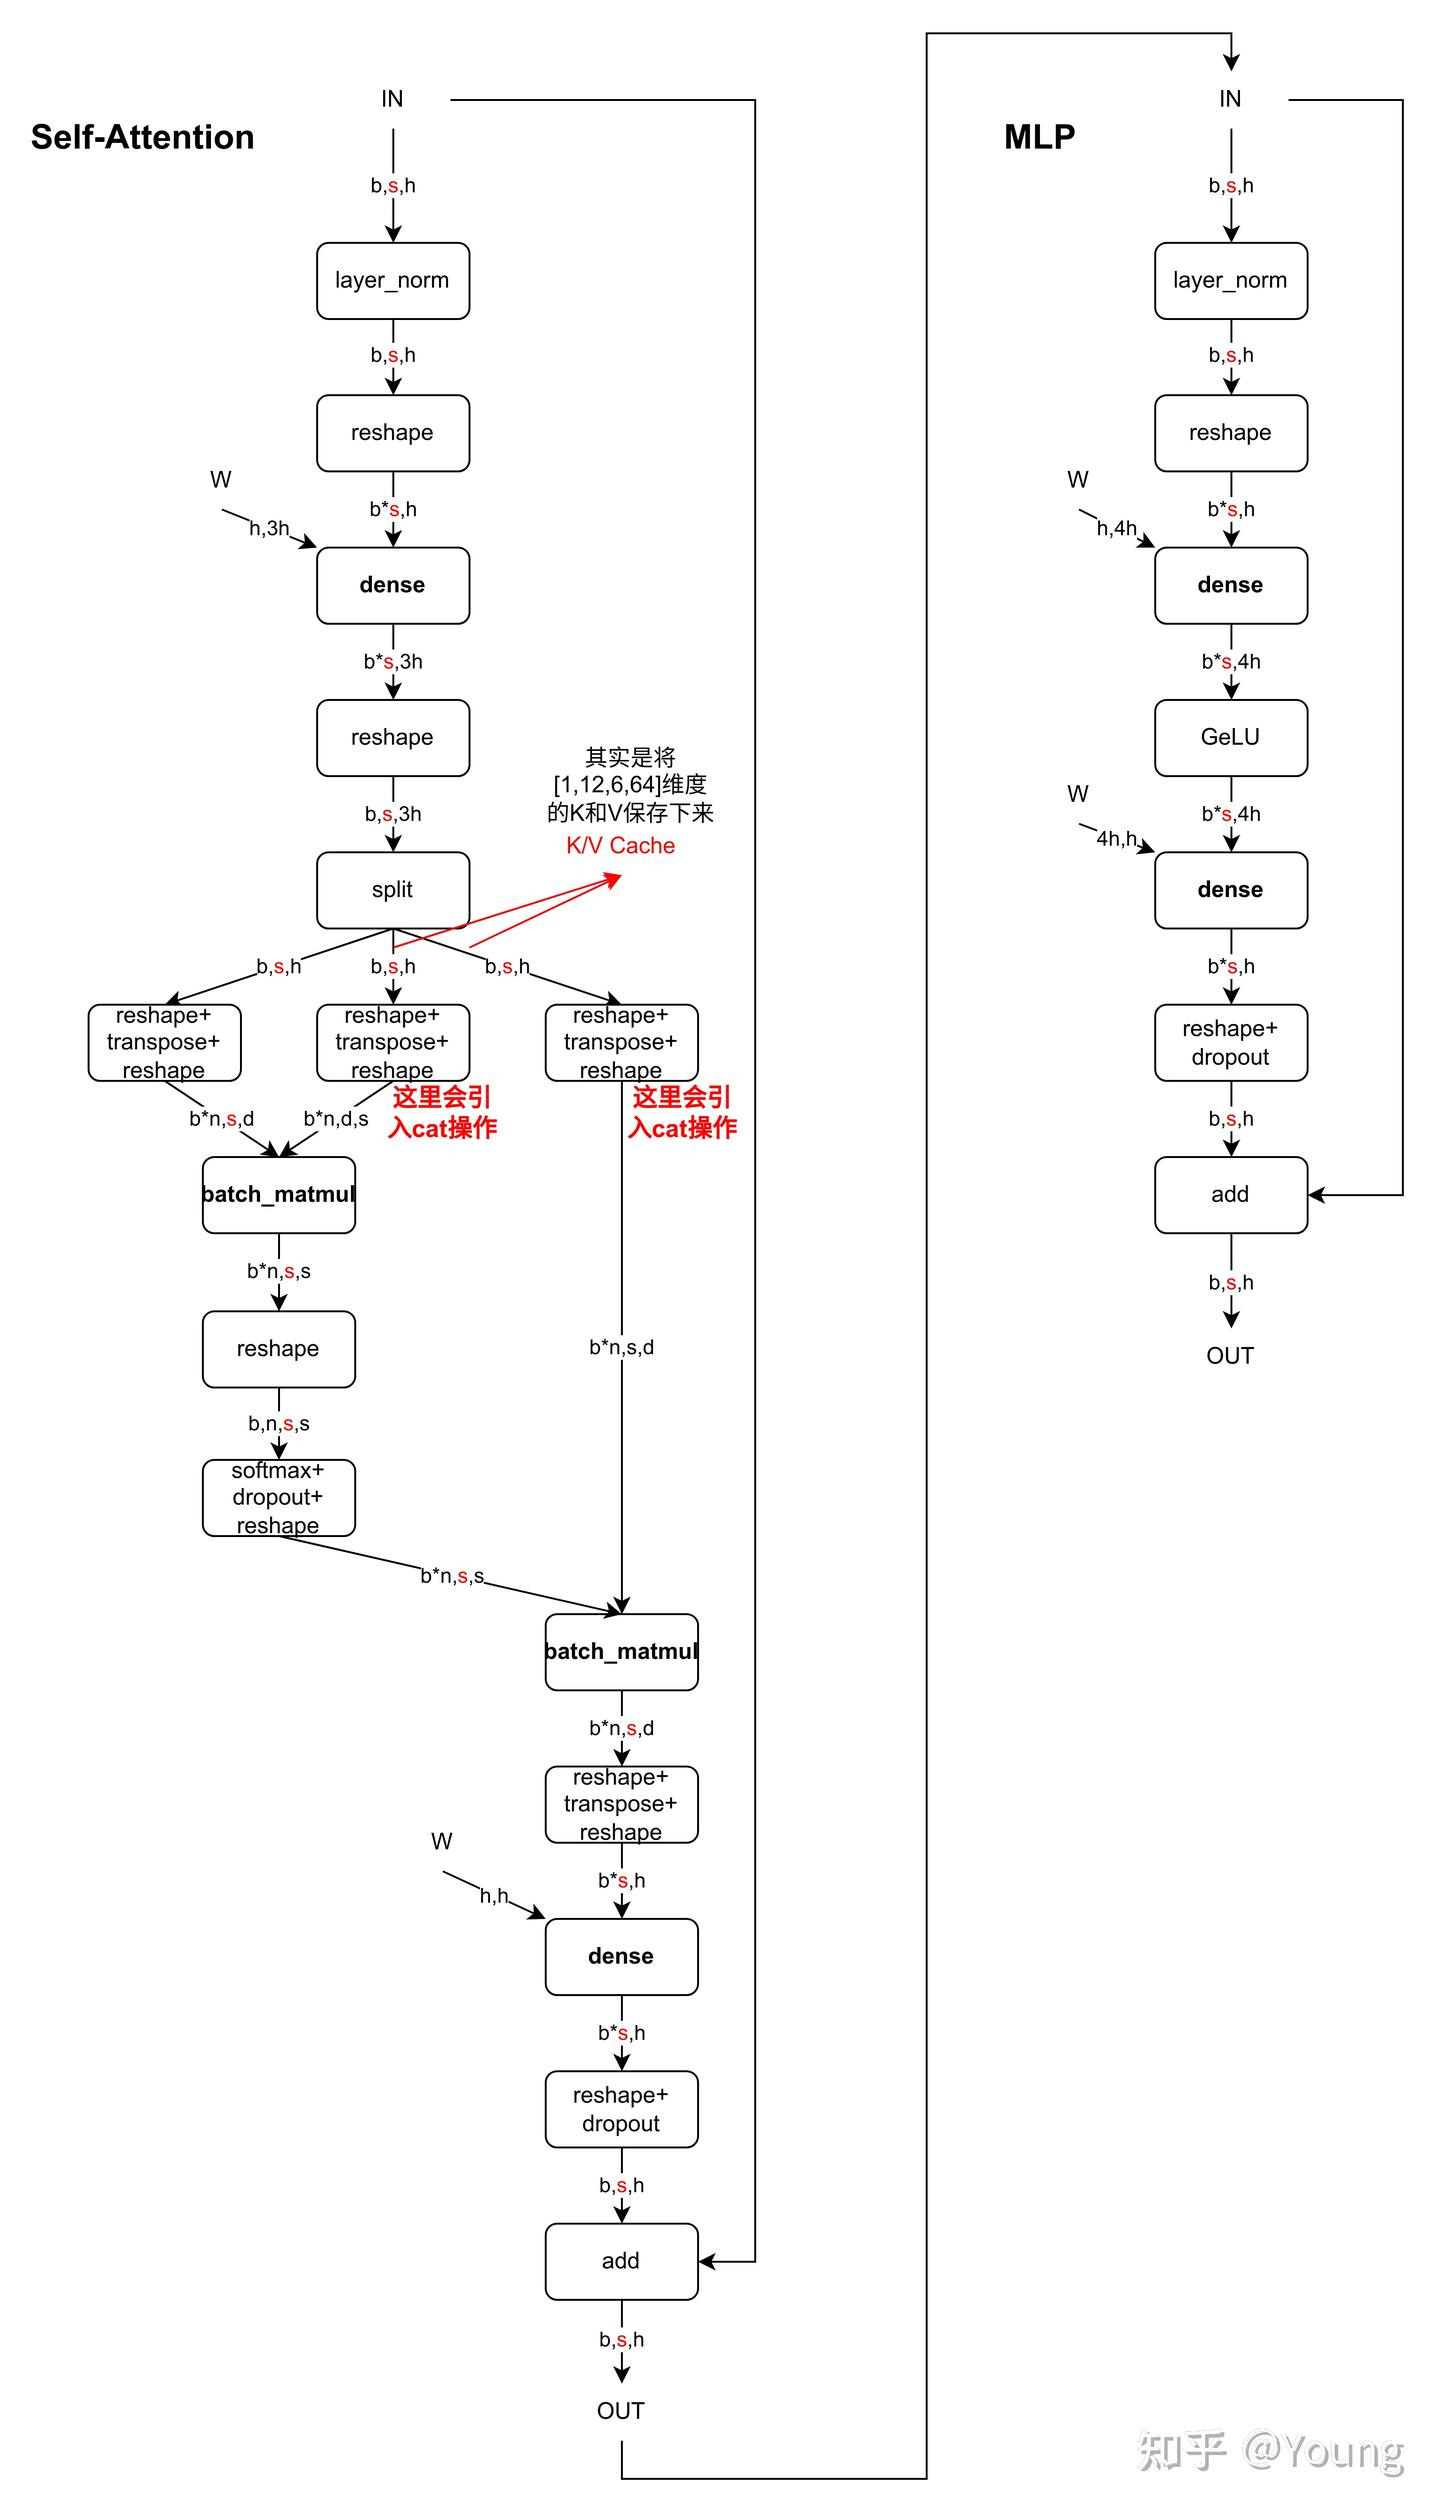 IN
Self-Attention
b,s,h
layer_norm
b,s,h
reshape
W
b*s,h
h,3h
dense
b*s,3h
reshape
其实是将
[1,12,6,64]维度
的K和V保存下来
b,s,3h
K/V Cache
split
b,s,h
b,s,h
b,s,h
reshape+
transpose+
reshape
reshape+
transpose+
reshape
reshape+
transpose+
reshape
这里会引
入cat操作
这里会引
入cat操作
b*n,s,d
b*n,d,s
batch_matmul
b*n,s,s
reshape
b*n,s,d
b,n,s,s
softmax+
dropout+
reshape
b*n,s,s
batch_matmul
b*n,s,d
reshape+
transpose+
reshape
W
b*s,h
h,h
dense
b*s,h
reshape+
dropout
b,s,h
add
b,s,h
OUT
IN
MLP
b,s,h
layer_norm
b,s,h
reshape
W
b*s,h
h,4h
dense
b*s,4h
GeLU
W
b*s,4h
4h,h
dense
b*s,h
reshape+
dropout
b,s,h
add
b,s,h
OUT
知乎 @Young